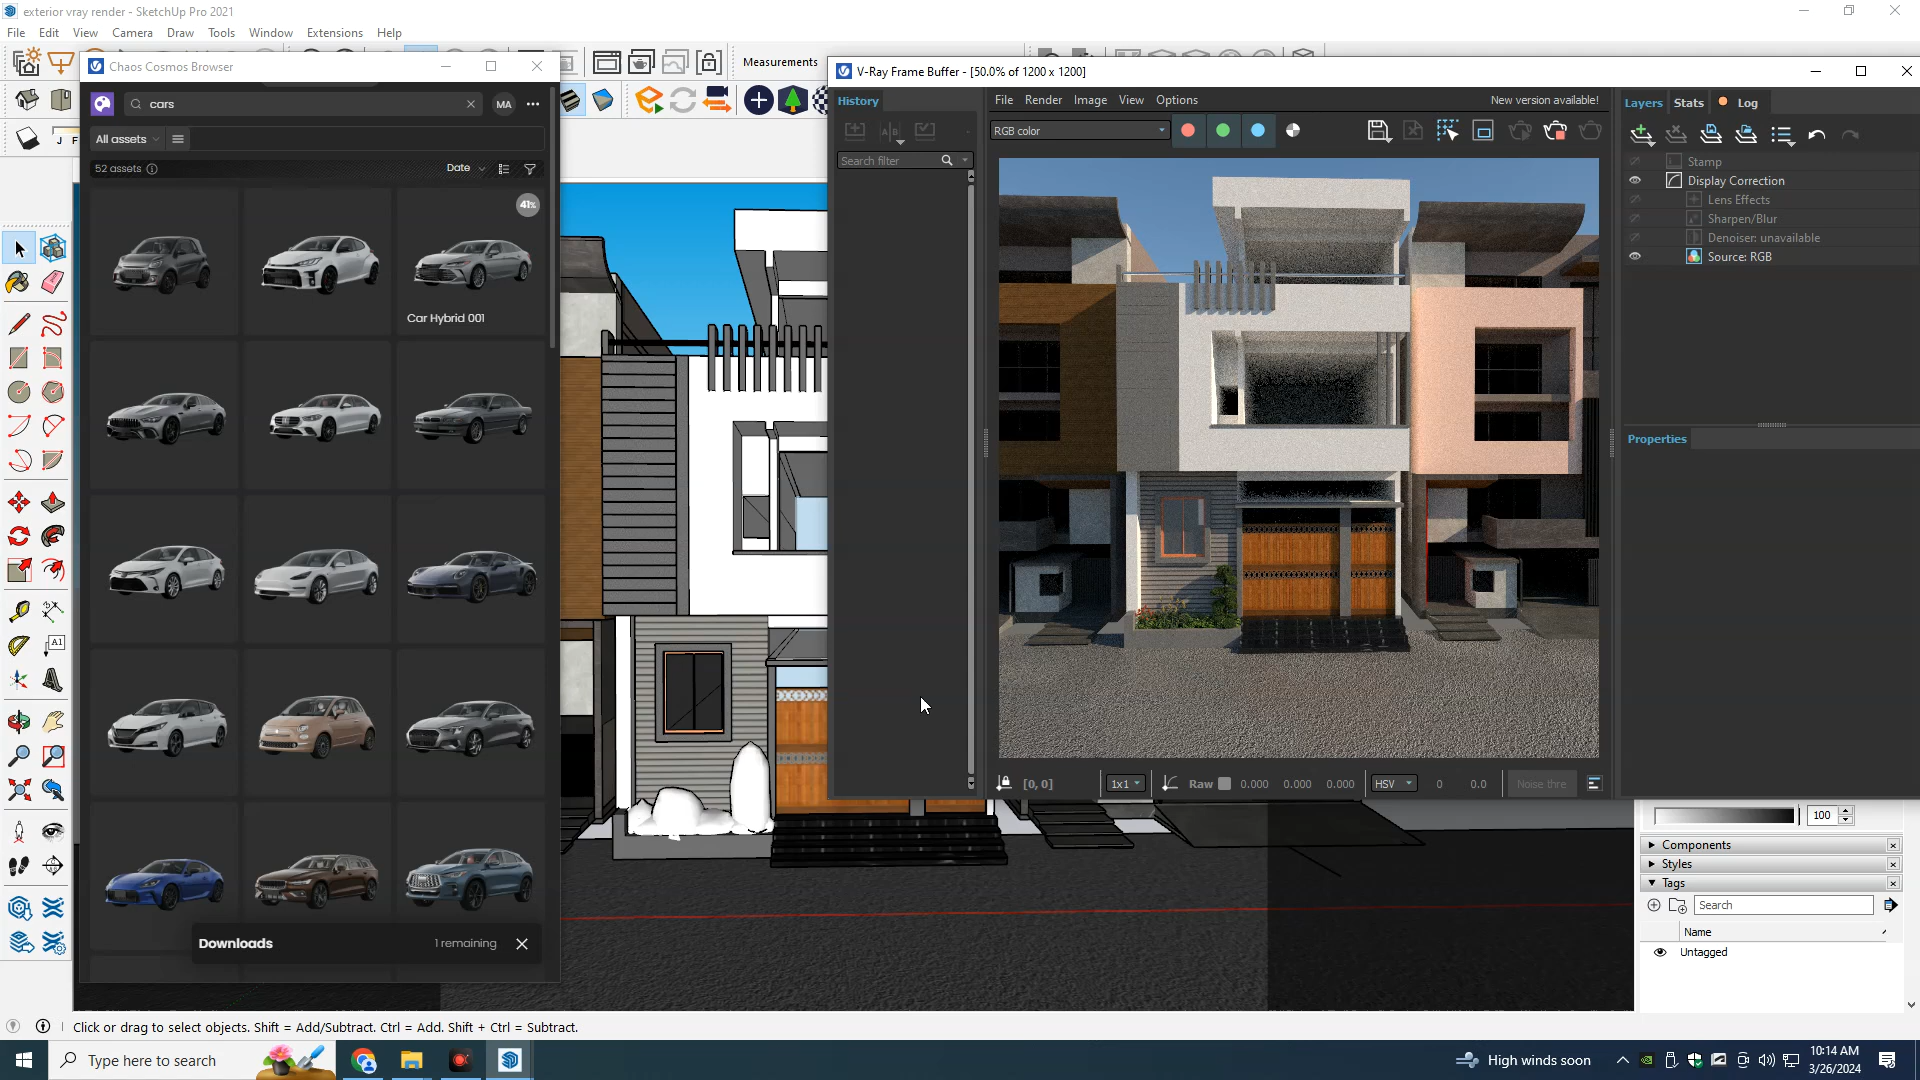 exterior vray render - SketchUp Pro 2021
File Edit View Camera Draw Tools Window Extensions Help
Chaos Cosmos Browser
Measurements
V-Ray Frame Buffer - [50.0% of 1200 x 1200]
cars
MA
History
File Render Image View Options
New version available!
Layers Stats Log
All assets
RGB color
Search filter
52 assets
Date
Stamp
Display Correction
Lens Effects
Sharpen/Blur
Denoiser: unavailable
Source: RGB
41%
Car Hybrid 001
Properties
A1
[0, 0]
1x1
Raw
0.000 0.000 0.000
HSV
0 0.0
Noise thre
100
Components
Styles
Tags
Search
Name
Untagged
Downloads
1 remaining
Click or drag to select objects. Shift = Add/Subtract. Ctrl = Add. Shift + Ctrl = Subtract.
Type here to search
High winds soon
10:14 AM
3/26/2024